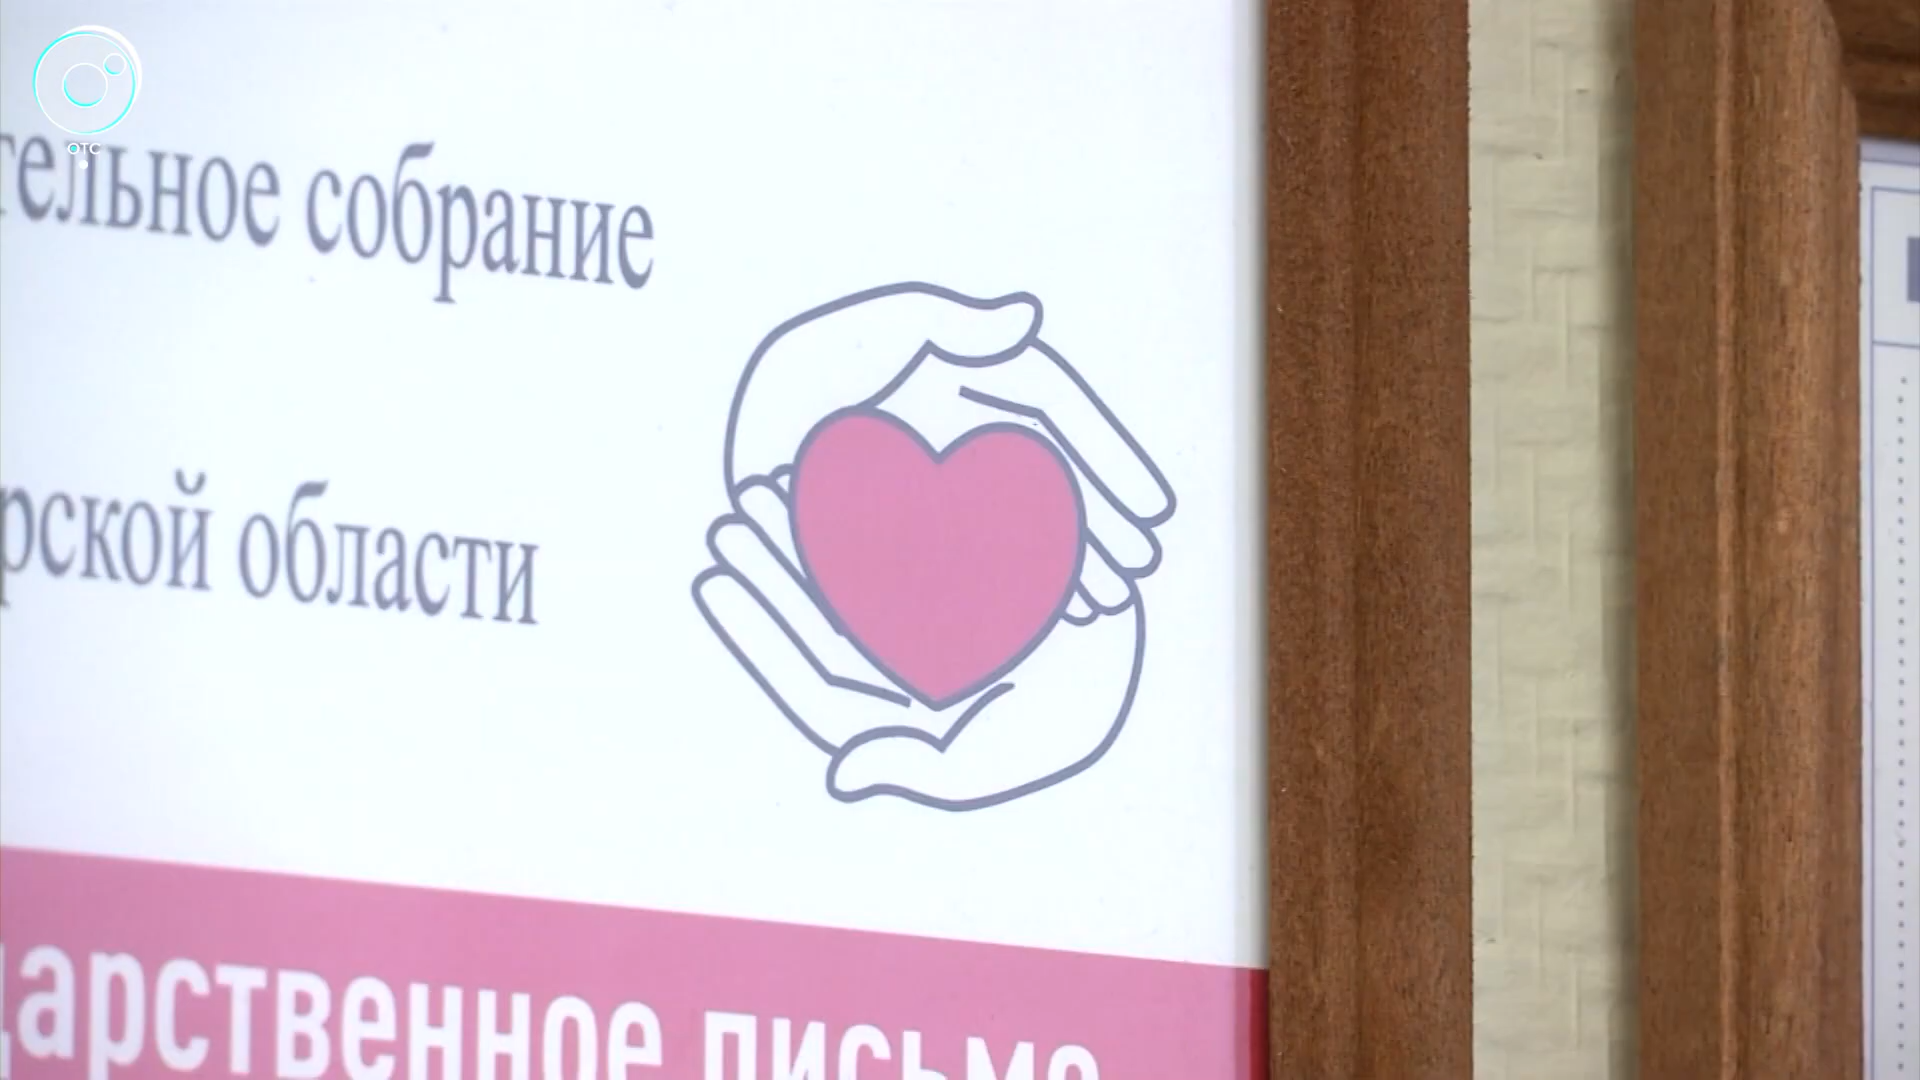 ОТС
тельное собрание
рской области
дарственное письмо